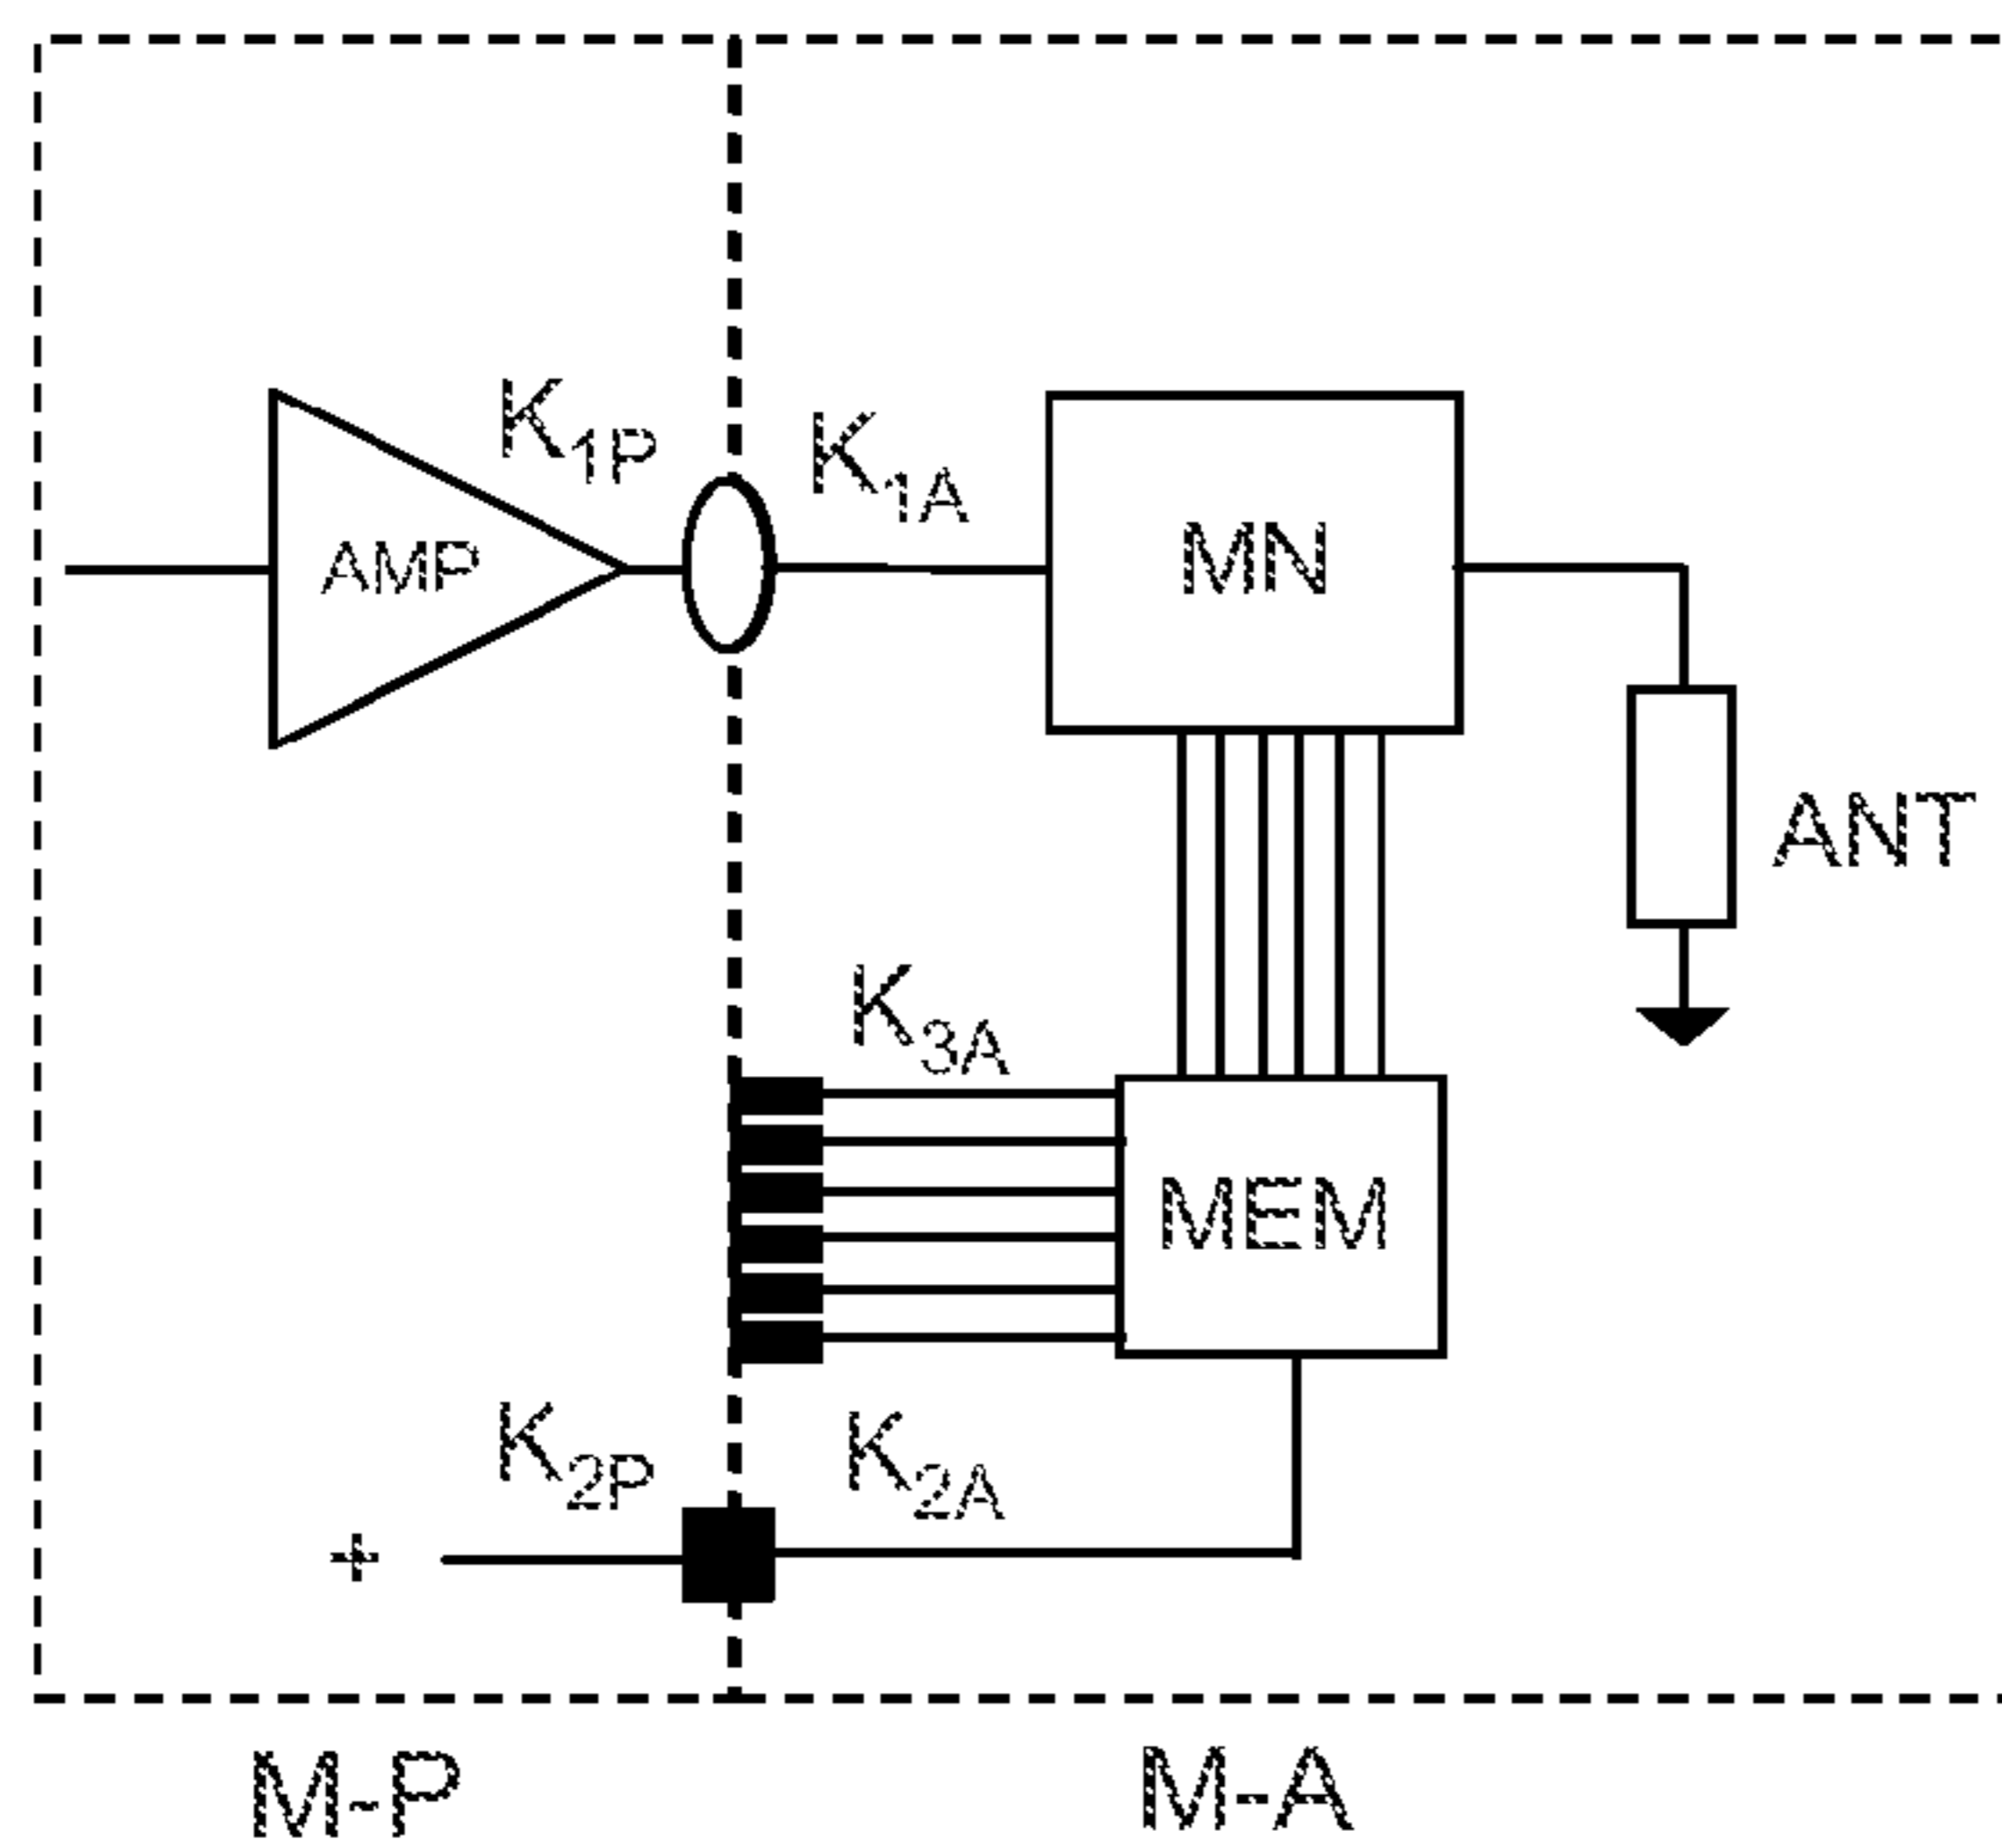 K1P
K1A
AMP
MN
ANT
K3A
MEM
K2P
K2A
+
M-P
M-A